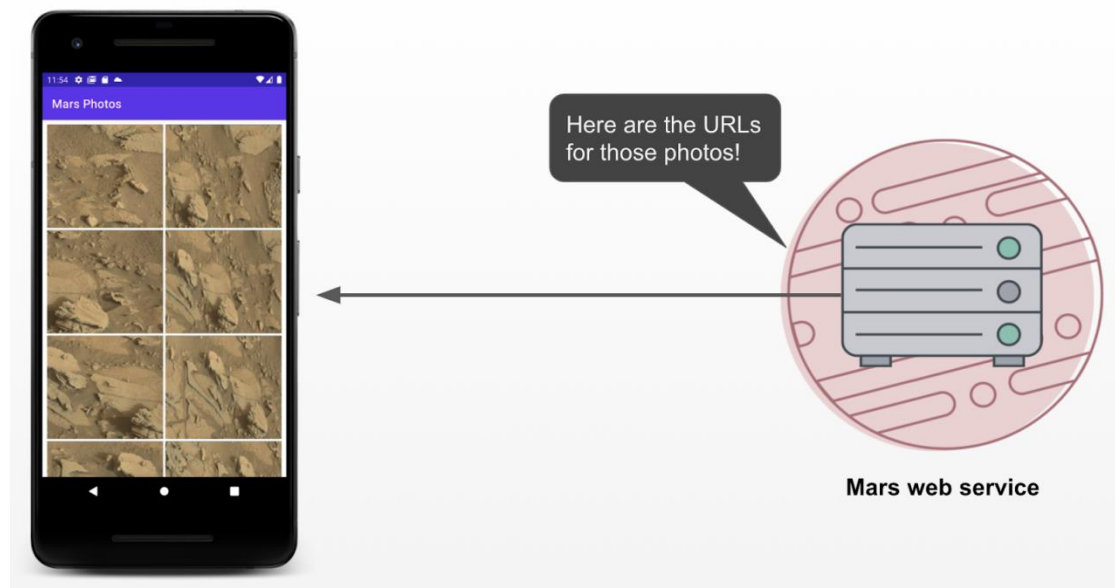 11:54
Mars Photos
Here are the URLs
for those photos!
Mars web service